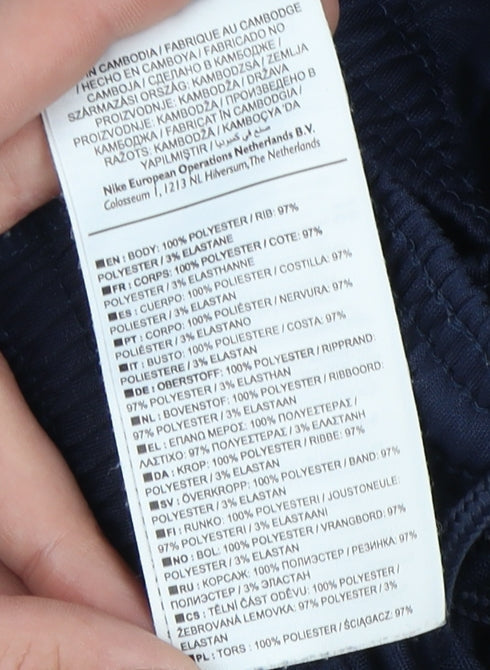 IN CAMBODIA / FABRIQUE AU CAMBODGE
/ HECHO EN CAMBOYA / FABRICADO NO
CAMBOJA / СДЕЛАНО В КАМБОДЖЕ /
SZÁRMAZÁSI ORSZÁG: KAMBODZSA / ZEMLJA
PROIZVODNJE: KAMBODŽA / DRŽAVA
PROIZVODNJE: KAMBODŽA / ПРОИЗВЕДЕНО В
КАМБОДЖА / FABRICAT ÎN CAMBODGIA /
RAŽOTS: KAMBODŽA / KAMBOÇYA 'DA
YAPILMIŞTIR / صنع في كمبوديا
Nike European Operations Netherlands B.V.
Colosseum 1, 1213 NL Hilversum, The Netherlands
■EN : BODY: 100% POLYESTER / RIB: 97%
POLYESTER / 3% ELASTANE
■FR : CORPS: 100% POLYESTER / COTE: 97%
POLYESTER / 3% ELASTHANNE
■ES : CUERPO: 100% POLIESTER / COSTILLA: 97%
POLIESTER / 3% ELASTAN
■PT : CORPO: 100% POLIÉSTER / NERVURA: 97%
POLIÉSTER / 3% ELASTANO
■IT : BUSTO: 100% POLIESTERE / COSTA: 97%
POLIESTERE / 3% ELASTAN
■DE : OBERSTOFF: 100% POLYESTER / RIPPRAND:
97% POLYESTER / 3% ELASTHAN
■NL : BOVENSTOF: 100% POLYESTER / RIBBOORD:
97% POLYESTER / 3% ELASTAAN
■EL : ΕΠΑΝΩ ΜΕΡΟΣ: 100% ΠΟΛΥΕΣΤΕΡΑΣ /
ΛΑΣΤΙΧΟ: 97% ΠΟΛΥΕΣΤΕΡΑΣ / 3% ΕΛΑΣΤΑΝΗ
■DA : KROP: 100% POLYESTER / RIBBE: 97%
POLYESTER / 3% ELASTAN
■SV : ÖVERKROPP: 100% POLYESTER / BAND: 97%
POLYESTER / 3% ELASTAN
■FI : RUNKO: 100% POLYESTERI / JOUSTONEULE:
97% POLYESTERI / 3% ELASTAANI
■NO : BOL: 100% POLYESTER / VRANGBORD: 97%
POLYESTER / 3% ELASTAN
■RU : КОРСАЖ: 100% ПОЛИЭСТЕР / РЕЗИНКА: 97%
ПОЛИЭСТЕР / 3% ЭЛАСТАН
■CS : TĚLNÍ ČÁST ODĚVU: 100% POLYESTER /
ŽEBROVANÁ LEMOVKA: 97% POLYESTER / 3%
ELASTAN
■PL : TORS : 100% POLIESTER / ŚCIĄGACZ: 97%